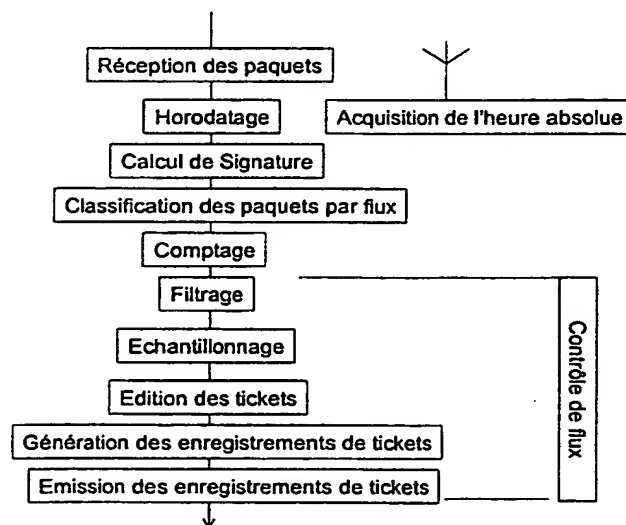 Réception des paquets
Horodatage
Acquisition de l'heure absolue
Calcul de Signature
Classification des paquets par flux
Comptage
Filtrage
Echantillonnage
Edition des tickets
Génération des enregistrements de tickets
Emission des enregistrements de tickets
Contrôle de flux